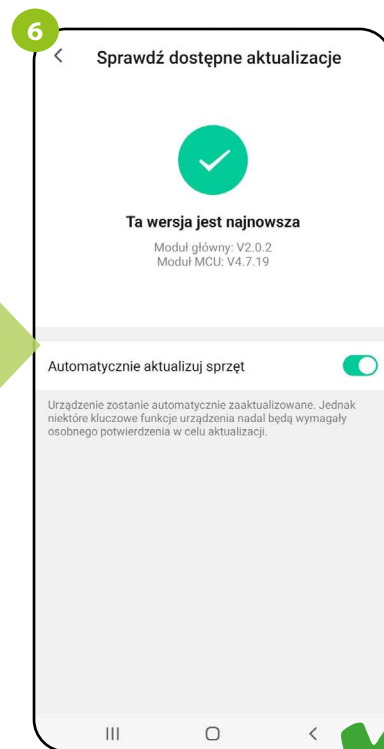 6
Sprawdź dostępne aktualizacje
Ta wersja jest najnowsza
Moduł główny: V2.0.2
Moduł MCU: V4.7.19
Automatycznie aktualizuj sprzęt
Urządzenie zostanie automatycznie zaaktualizowane. Jednak
niektóre kluczowe funkcje urządzenia nadal będą wymagały
osobnego potwierdzenia w celu aktualizacji.